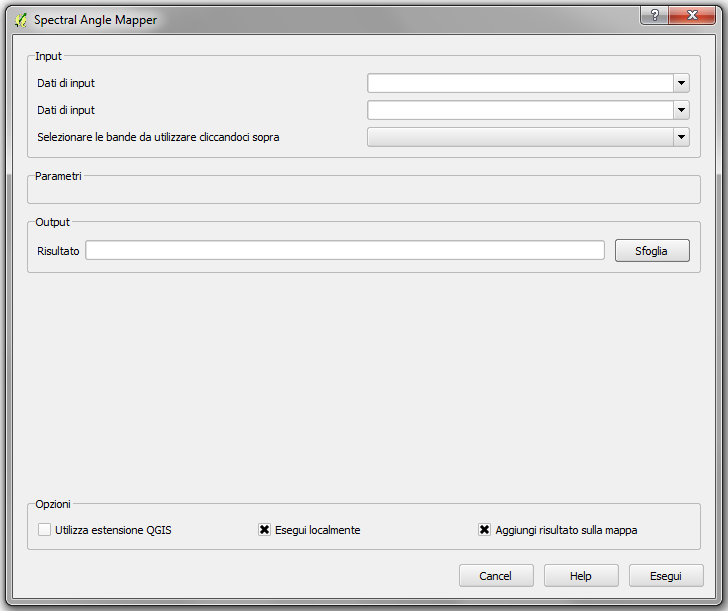 Spectral Angle Mapper
?
Input
Dati di input
Dati di input
Selezionare le bande da utilizzare cliccandoci sopra
Parametri
Output
Risultato
Sfoglia
Opzioni
Utilizza estensione QGIS
Esegui localmente
Aggiungi risultato sulla mappa
Cancel
Help
Esegui